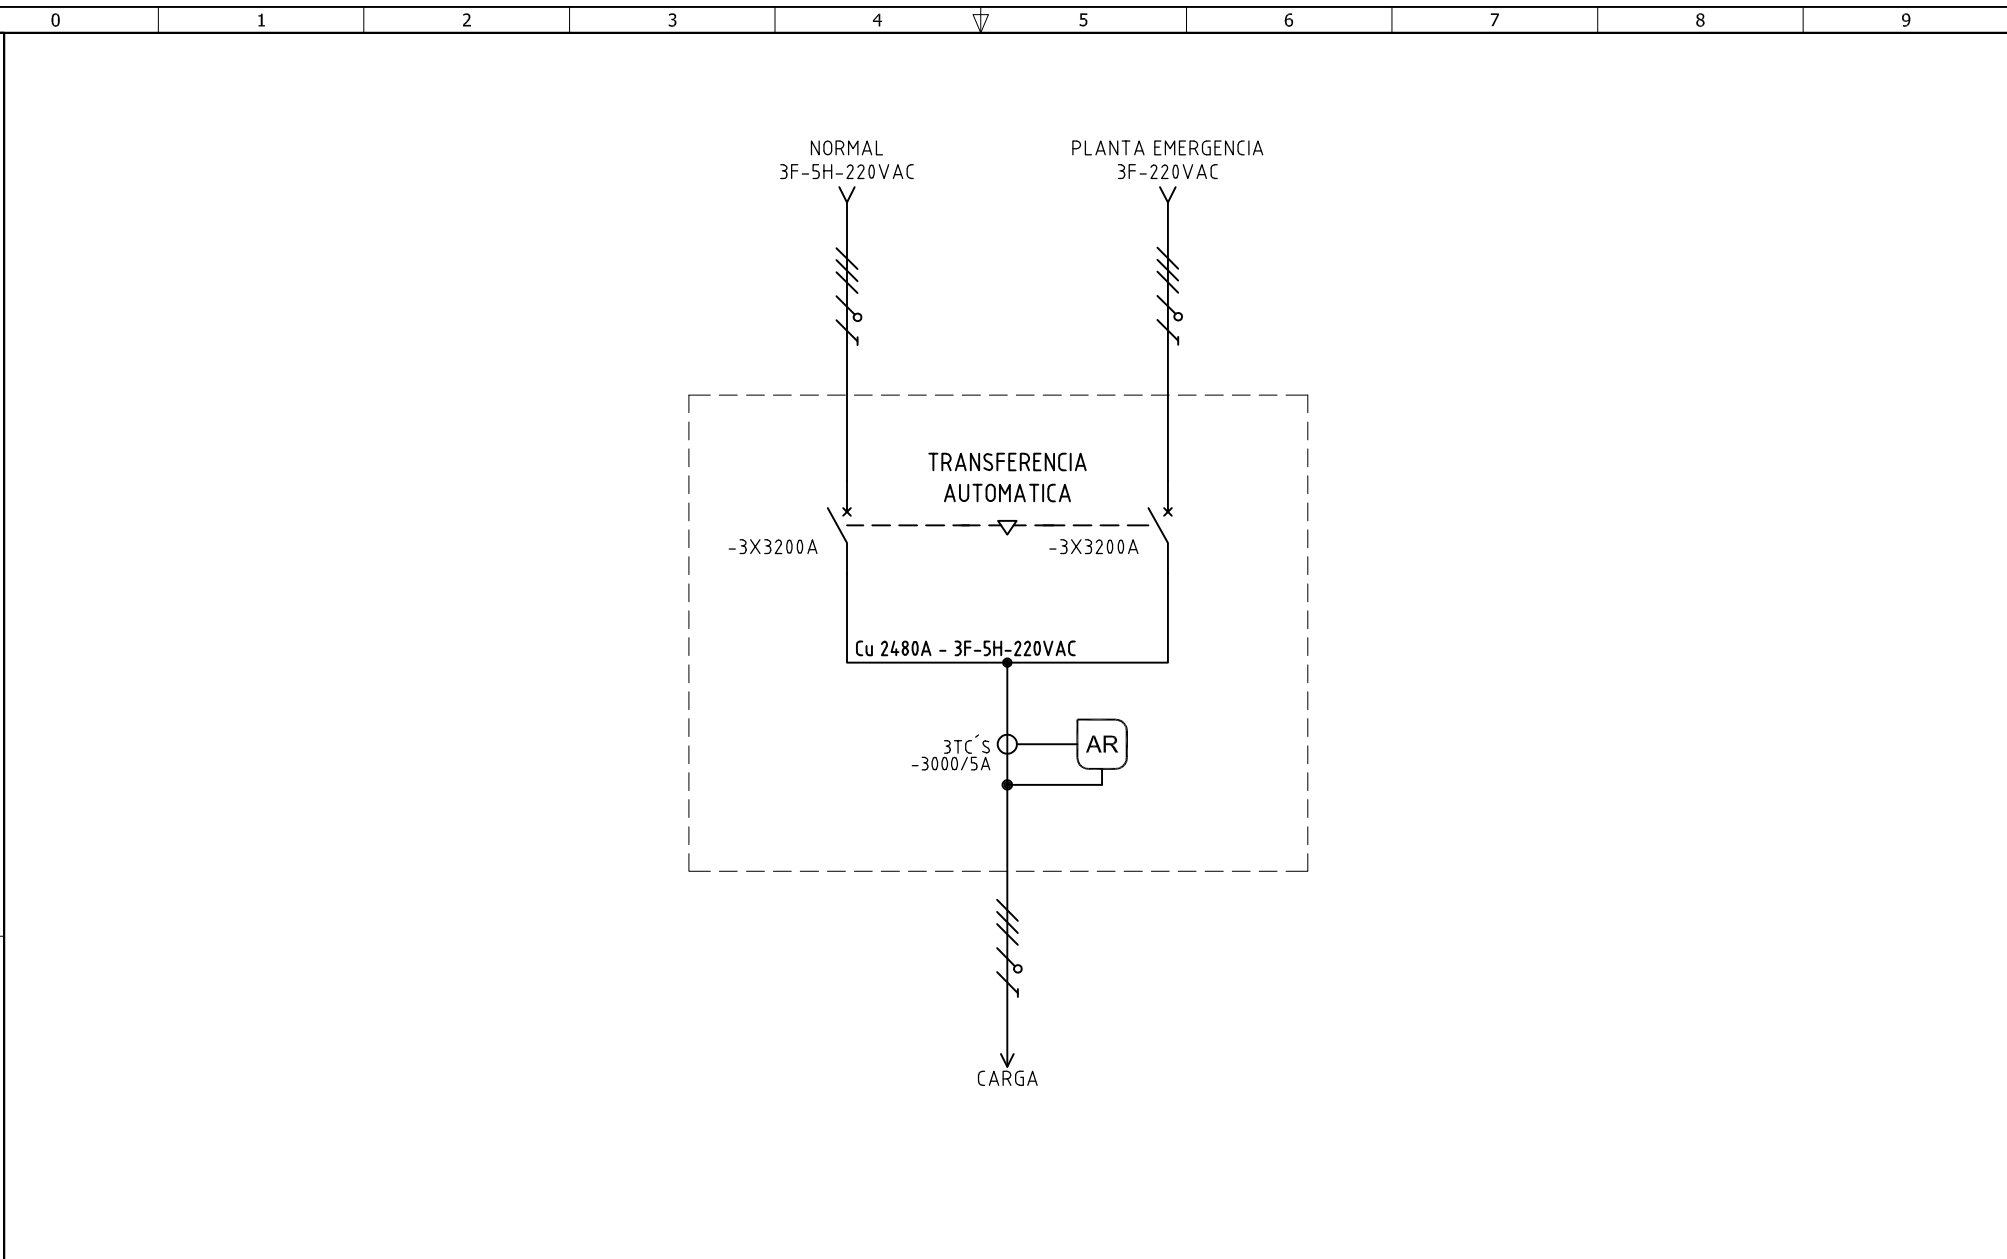 0 1 2 3 4 5 6 7 8 9
NORMAL
3F-5H-220VAC
PLANTA EMERGENCIA
3F-220VAC
TRANSFERENCIA
AUTOMATICA
-3X3200A
-3X3200A
Cu 2480A - 3F-5H-220VAC
3TC´S
-3000/5A
AR
CARGA